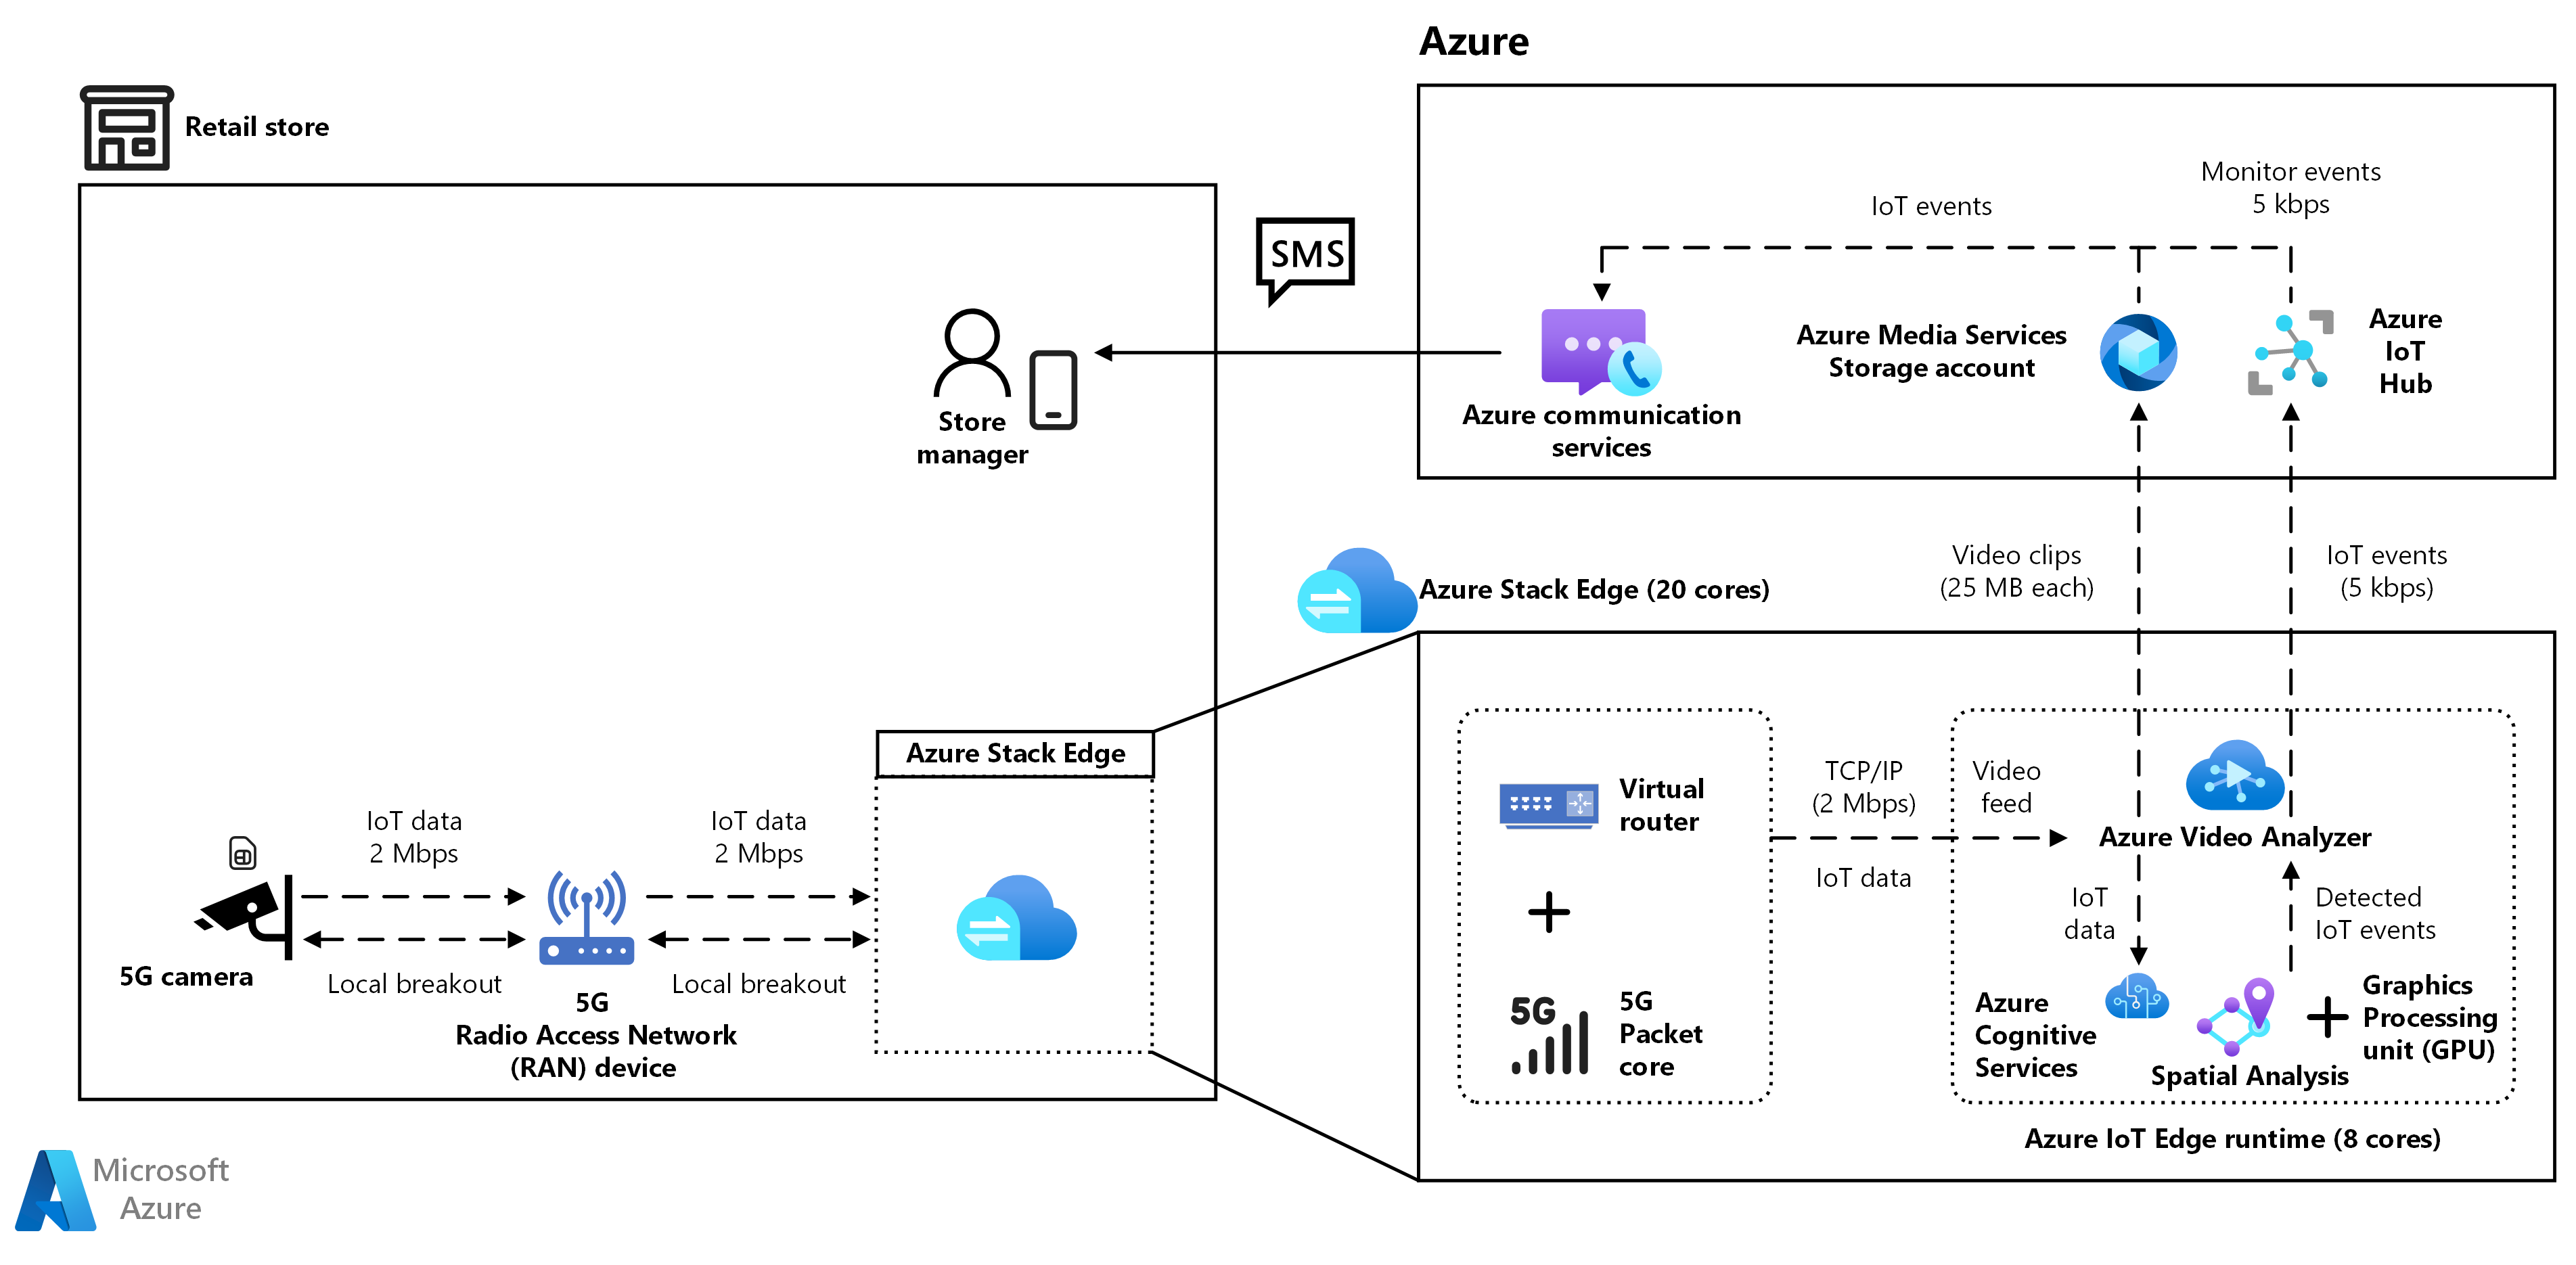 Azure
Retail store
Monitor events
5 kbps
IoT events
SMS
Azure Media Services
Storage account
Azure
IoT
Hub
Azure communication
services
Store
manager
Video clips
(25 MB each)
IoT events
(5 kbps)
Azure Stack Edge (20 cores)
Azure Stack Edge
IoT data
2 Mbps
IoT data
2 Mbps
5G camera
Local breakout
Local breakout
5G
Radio Access Network
(RAN) device
Virtual
router
5G
5G
Packet
core
TCP/IP
(2 Mbps)
IoT data
Video
feed
Azure Video Analyzer
IoT
data
Detected
IoT events
Azure
Cognitive
Services
Spatial Analysis
Graphics
Processing
unit (GPU)
Azure IoT Edge runtime (8 cores)
Microsoft
Azure